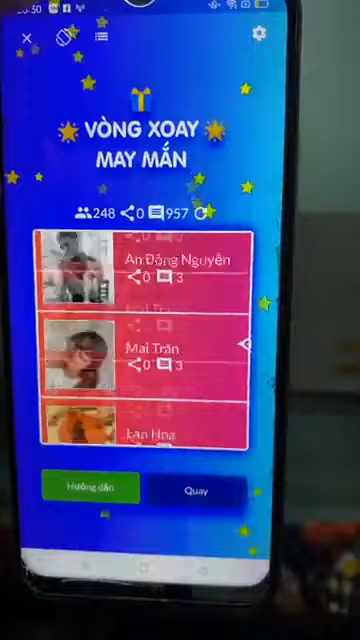 VÒNG XOAY
MAY MẮN
248 0 957
An Đông Nguyên
0 3
Mai Trân
0 3
Lan Hoa
Hướng dẫn
Quay